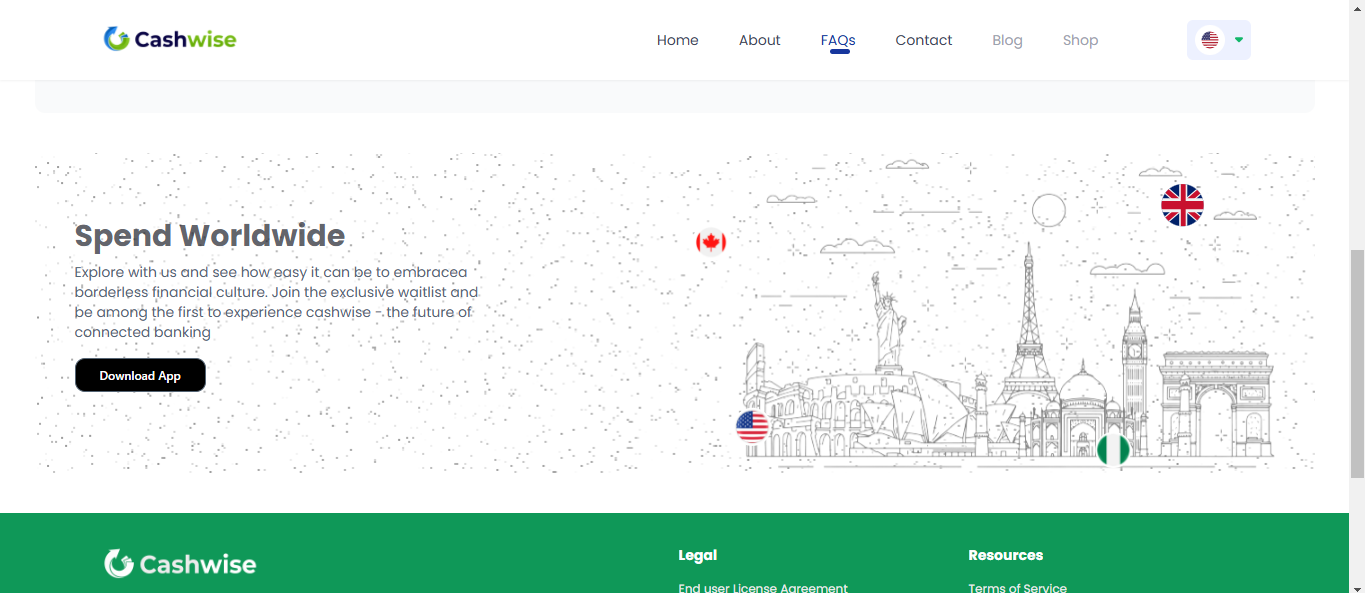 Cashwise
Home About FAQs Contact Blog Shop
Spend Worldwide
Explore with us and see how easy it can be to embracea
borderless financial culture. Join the exclusive waitlist and
be among the first to experience cashwise - the future of
connected banking
Download App
Cashwise
Legal
Resources
End user License Agreement
Terms of Service